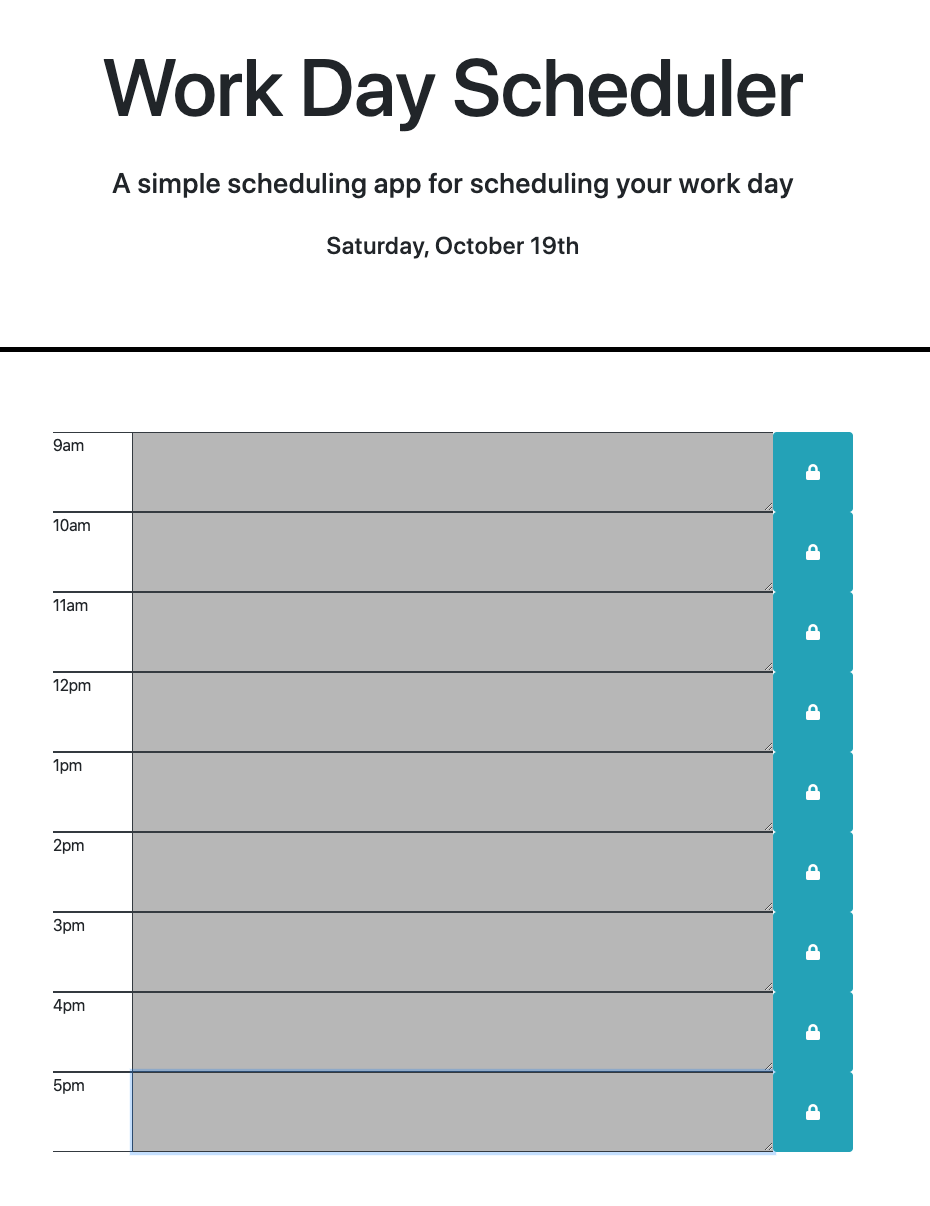 Work Day Scheduler
A simple scheduling app for scheduling your work day
Saturday, October 19th
9am
10am
11am
12pm
1pm
2pm
3pm
4pm
5pm